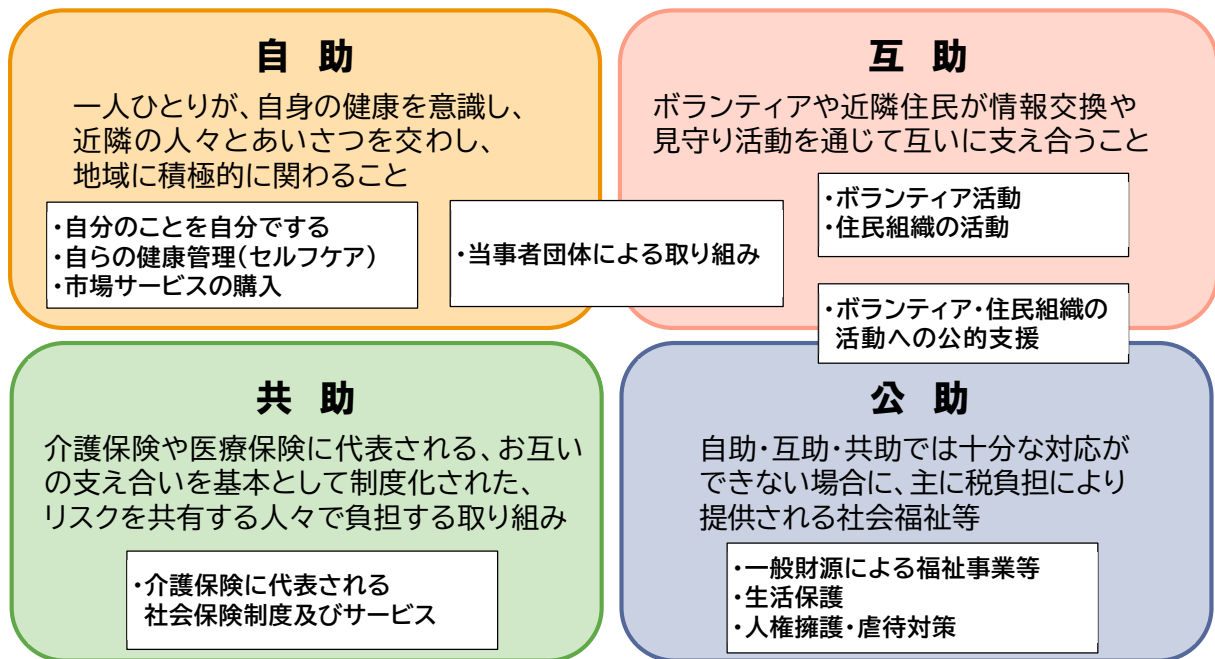 自 助
一人ひとりが、自身の健康を意識し、
近隣の人々とあいさつを交わし、
地域に積極的に関わること
・自分のことを自分でする
・自らの健康管理(セルフケア)
・市場サービスの購入
・当事者団体による取り組み
互 助
ボランティアや近隣住民が情報交換や
見守り活動を通じて互いに支え合うこと
・ボランティア活動
・住民組織の活動
・ボランティア・住民組織の
活動への公的支援
共 助
介護保険や医療保険に代表される、お互い
の支え合いを基本として制度化された、
リスクを共有する人々で負担する取り組み
・介護保険に代表される
社会保険制度及びサービス
公 助
自助・互助・共助では十分な対応が
できない場合に、主に税負担により
提供される社会福祉等
・一般財源による福祉事業等
・生活保護
・人権擁護・虐待対策